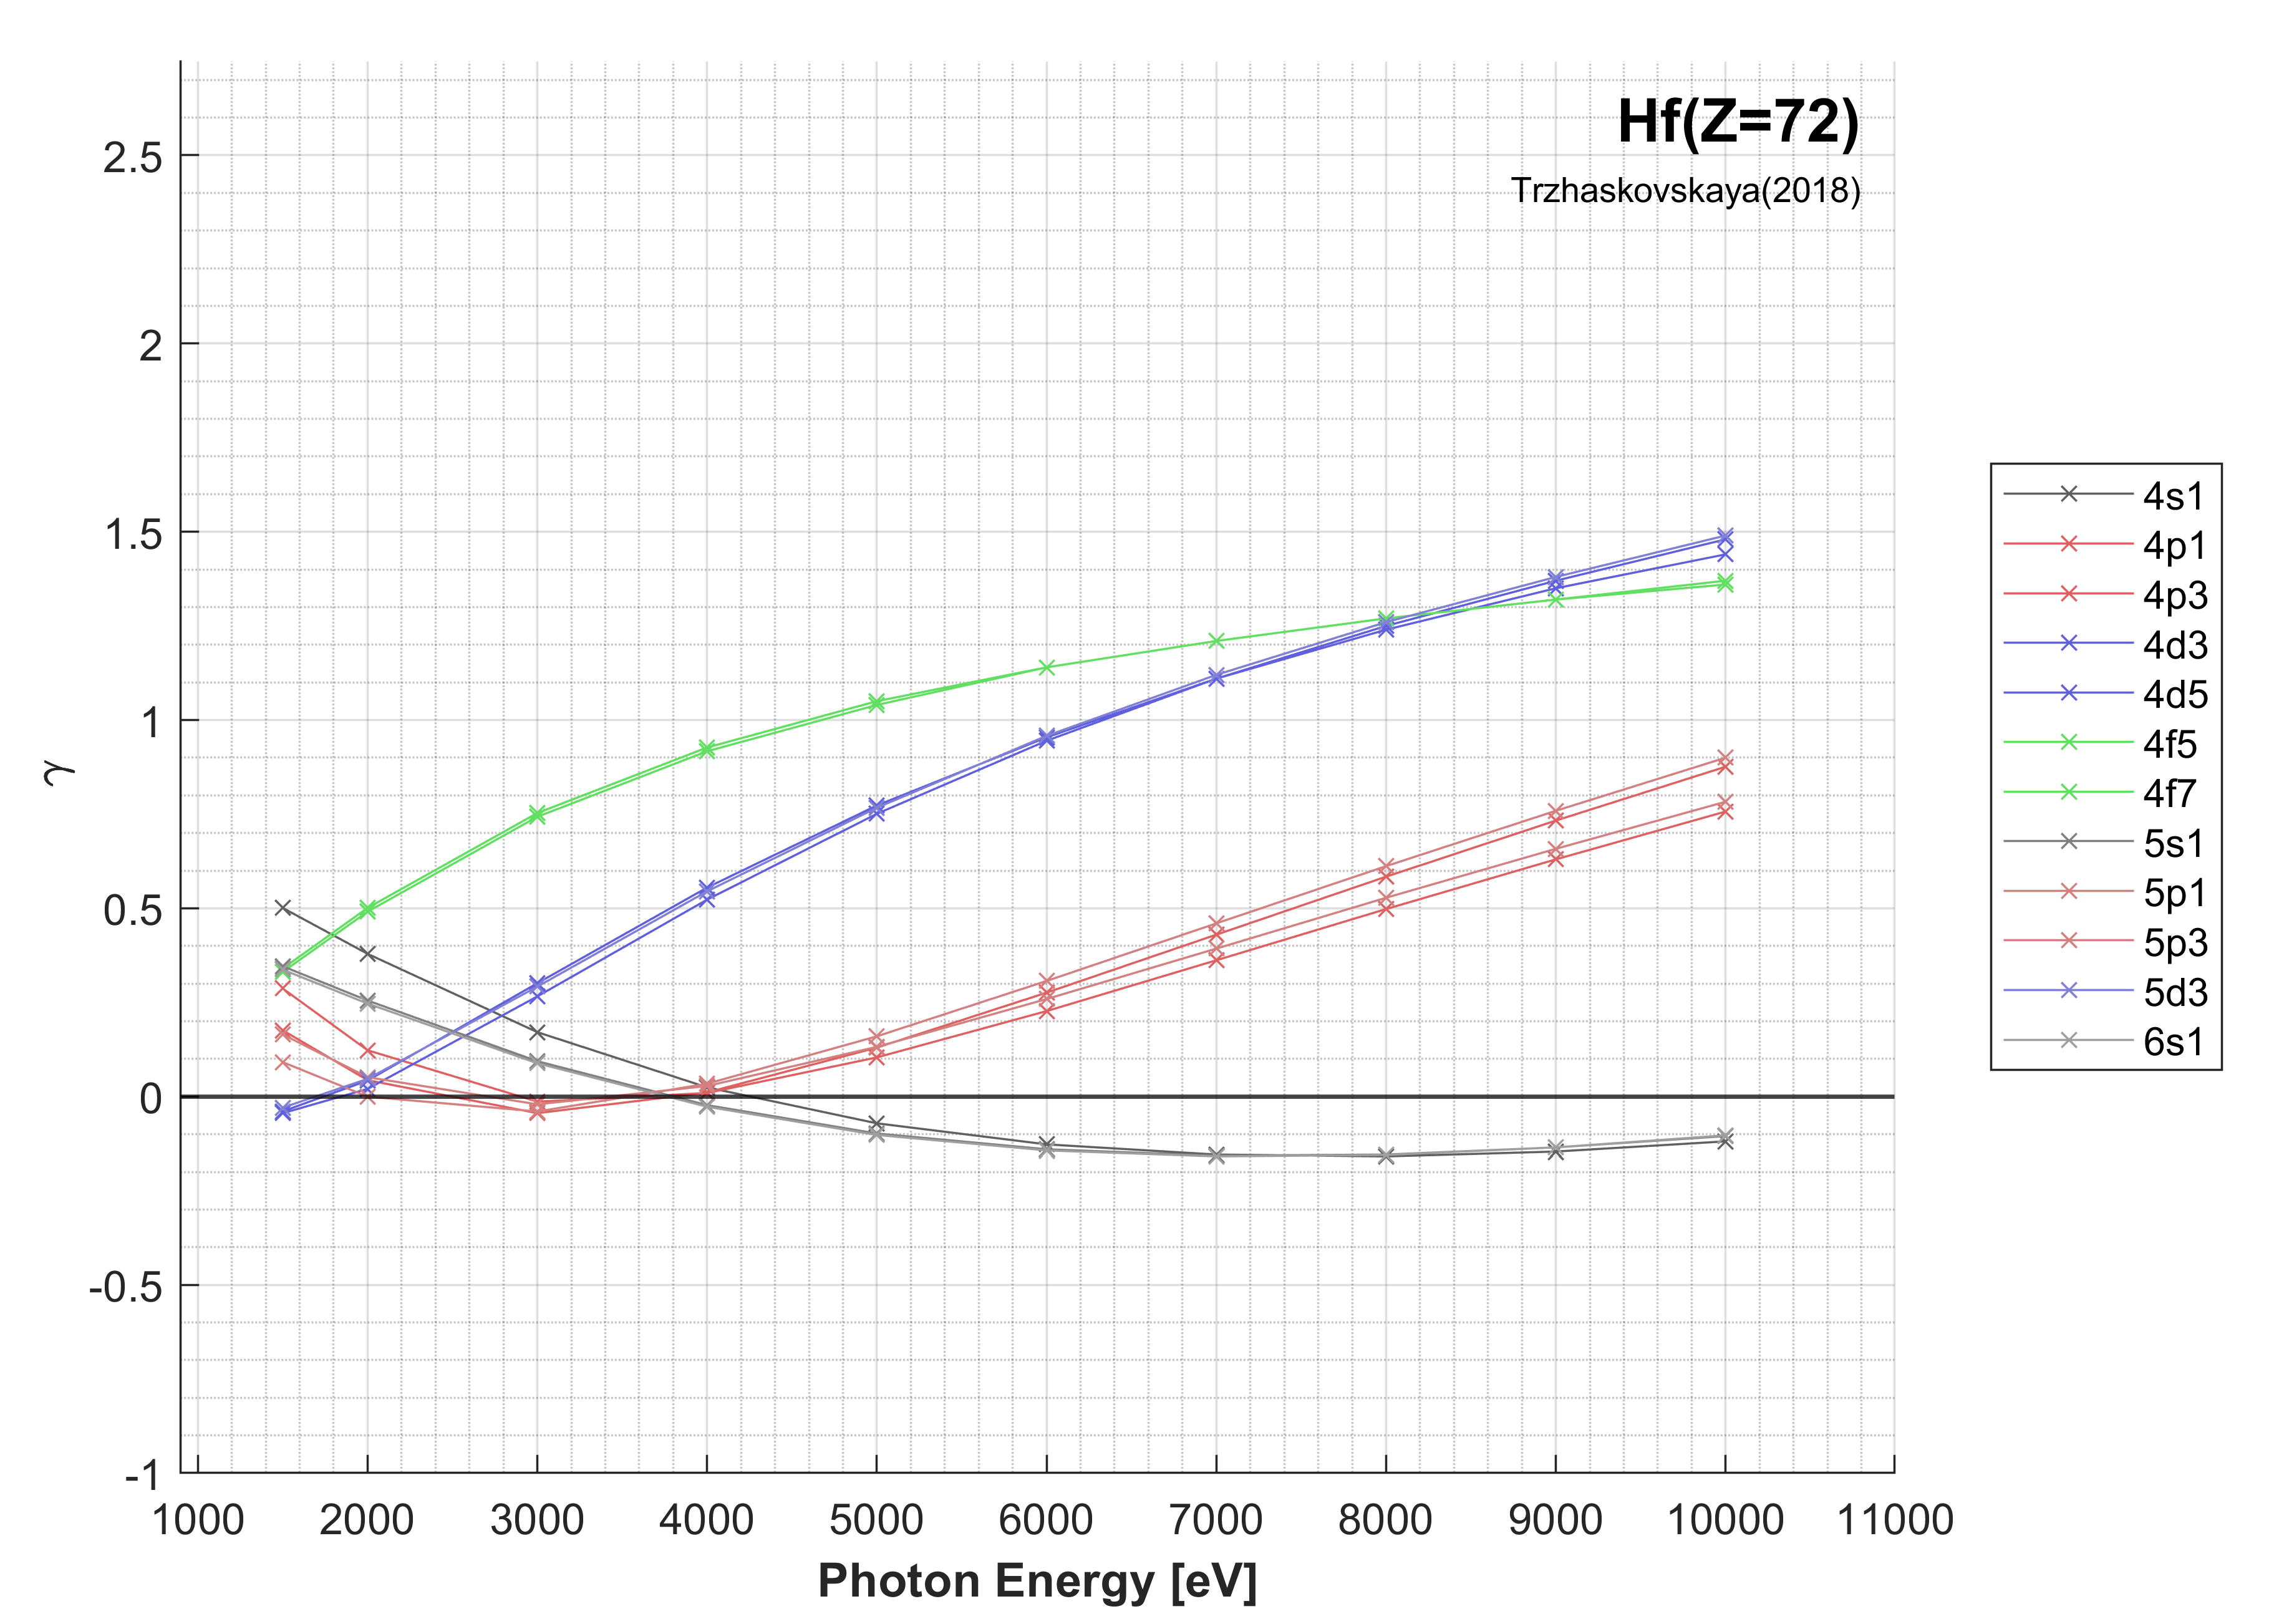 Hf(Z=72)
Trzhaskovskaya(2018)
2.5
2
1.5
1
0.5
0
-0.5
-1
γ
1000 2000 3000 4000 5000 6000 7000 8000 9000 10000 11000
Photon Energy [eV]
4s1
4p1
4p3
4d3
4d5
4f5
4f7
5s1
5p1
5p3
5d3
6s1